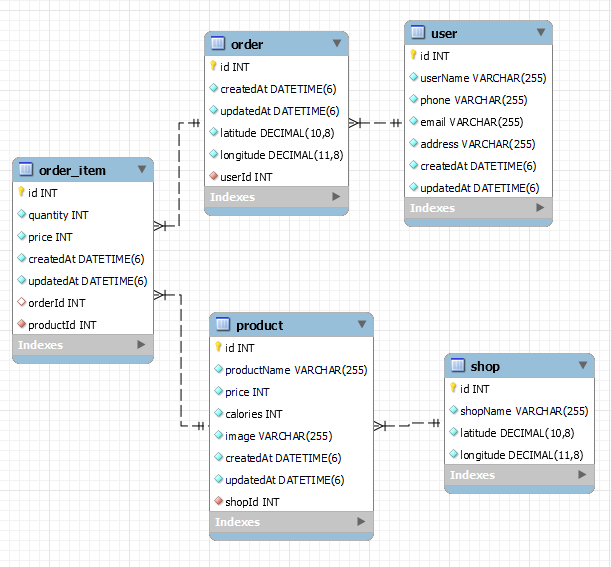 order
id INT
createdAt DATETIME(6)
updatedAt DATETIME(6)
latitude DECIMAL(10,8)
longitude DECIMAL(11,8)
userId INT
Indexes
user
id INT
userName VARCHAR(255)
phone VARCHAR(255)
email VARCHAR(255)
address VARCHAR(255)
createdAt DATETIME(6)
updatedAt DATETIME(6)
Indexes
order_item
id INT
quantity INT
price INT
createdAt DATETIME(6)
updatedAt DATETIME(6)
orderId INT
productId INT
Indexes
product
id INT
productName VARCHAR(255)
price INT
calories INT
image VARCHAR(255)
createdAt DATETIME(6)
updatedAt DATETIME(6)
shopId INT
Indexes
shop
id INT
shopName VARCHAR(255)
latitude DECIMAL(10,8)
longitude DECIMAL(11,8)
Indexes